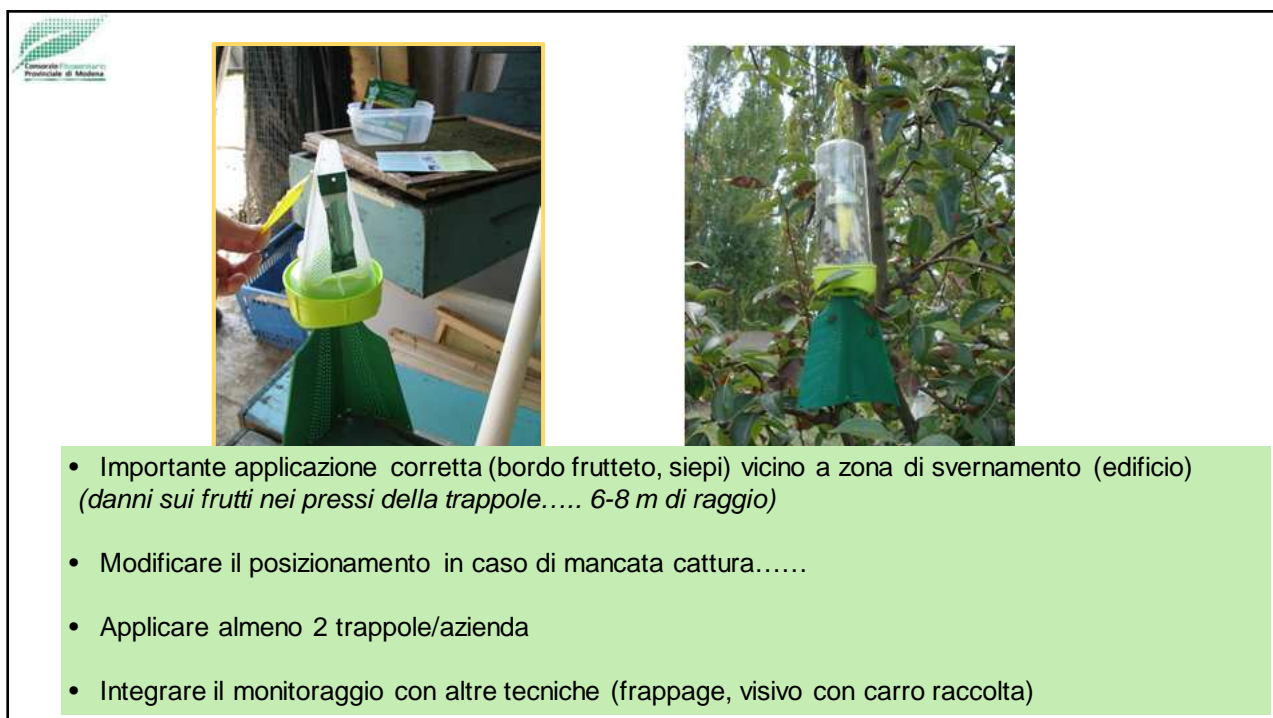 Consorzio Fitosanitario
Provinciale di Modena
• Importante applicazione corretta (bordo frutteto, siepi) vicino a zona di svernamento (edificio)
(danni sui frutti nei pressi della trappole….. 6-8 m di raggio)
• Modificare il posizionamento in caso di mancata cattura……
• Applicare almeno 2 trappole/azienda
• Integrare il monitoraggio con altre tecniche (frappage, visivo con carro raccolta)